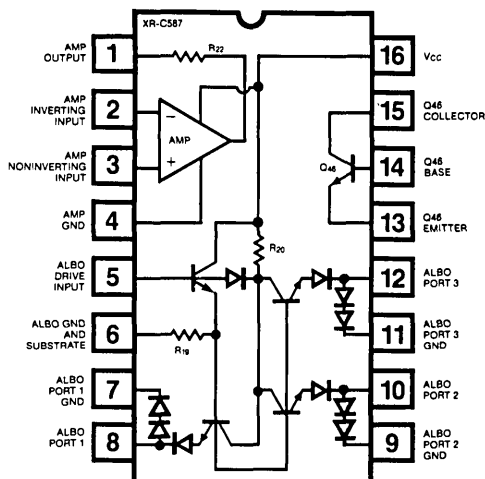 XR-C587
AMP
OUTPUT
1
R22
16
VCC
AMP
INVERTING
INPUT
2
−
AMP
+
15
Q46
COLLECTOR
AMP
NONINVERTING
INPUT
3
Q46
14
Q46
BASE
AMP
GND
4
13
Q46
EMITTER
R20
ALBO
DRIVE
INPUT
5
12
ALBO
PORT 3
ALBO GND
AND
SUBSTRATE
6
R19
11
ALBO
PORT 3
GND
ALBO
PORT 1
GND
7
10
ALBO
PORT 2
ALBO
PORT 1
8
9
ALBO
PORT 2
GND